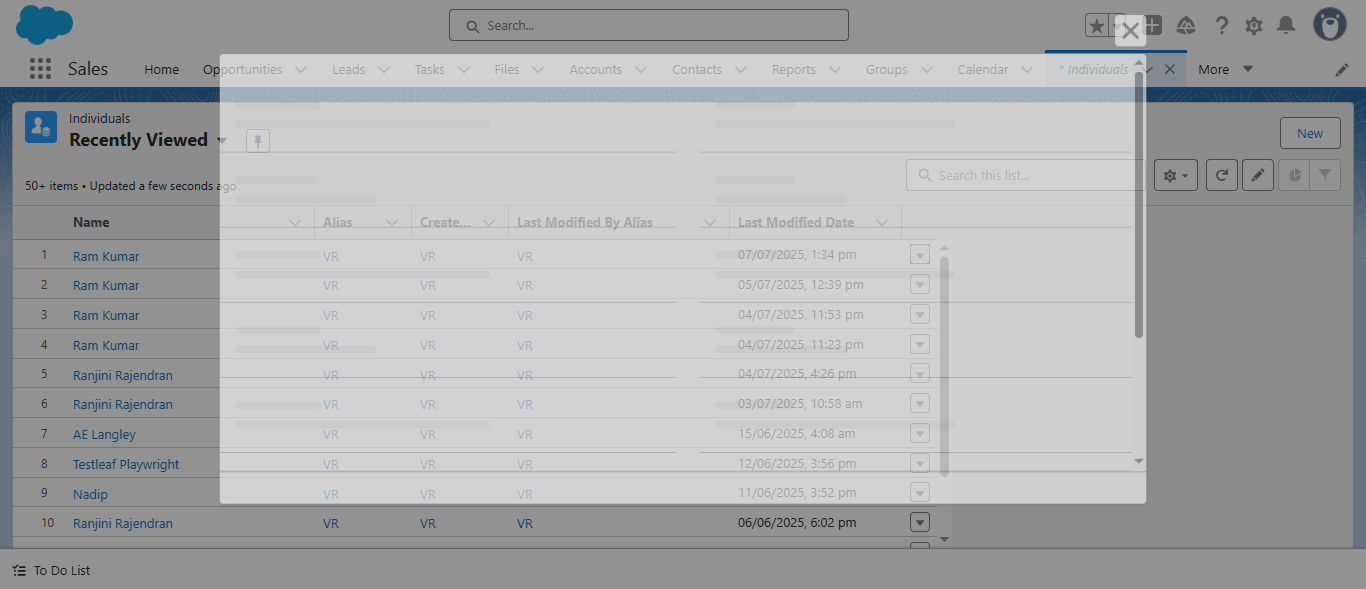 Search...
Sales
Home
Opportunities
Leads
Tasks
Files
Accounts
Contacts
Reports
Groups
Calendar
* Individuals
More
Individuals
Recently Viewed
New
50+ items • Updated a few seconds ago
Search this list...
Name Alias Create... Last Modified By Alias Last Modified Date
1 Ram Kumar VR VR VR 07/07/2025, 1:34 pm
2 Ram Kumar VR VR VR 05/07/2025, 12:39 pm
3 Ram Kumar VR VR VR 04/07/2025, 11:53 pm
4 Ram Kumar VR VR VR 04/07/2025, 11:23 pm
5 Ranjini Rajendran VR VR VR 04/07/2025, 4:26 pm
6 Ranjini Rajendran VR VR VR 03/07/2025, 10:58 am
7 AE Langley VR VR VR 15/06/2025, 4:08 am
8 Testleaf Playwright VR VR VR 12/06/2025, 3:56 pm
9 Nadip VR VR VR 11/06/2025, 3:52 pm
10 Ranjini Rajendran VR VR VR 06/06/2025, 6:02 pm
To Do List